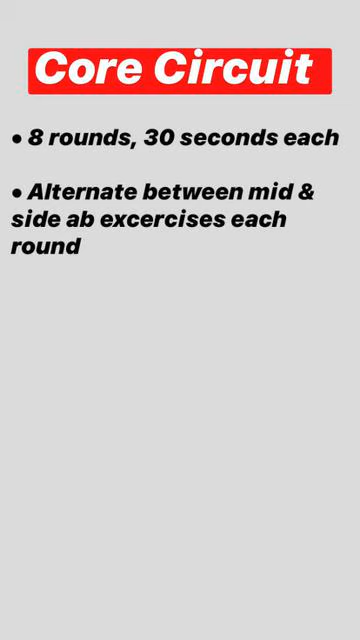 Core Circuit
• 8 rounds, 30 seconds each
• Alternate between mid &
side ab excercises each
round